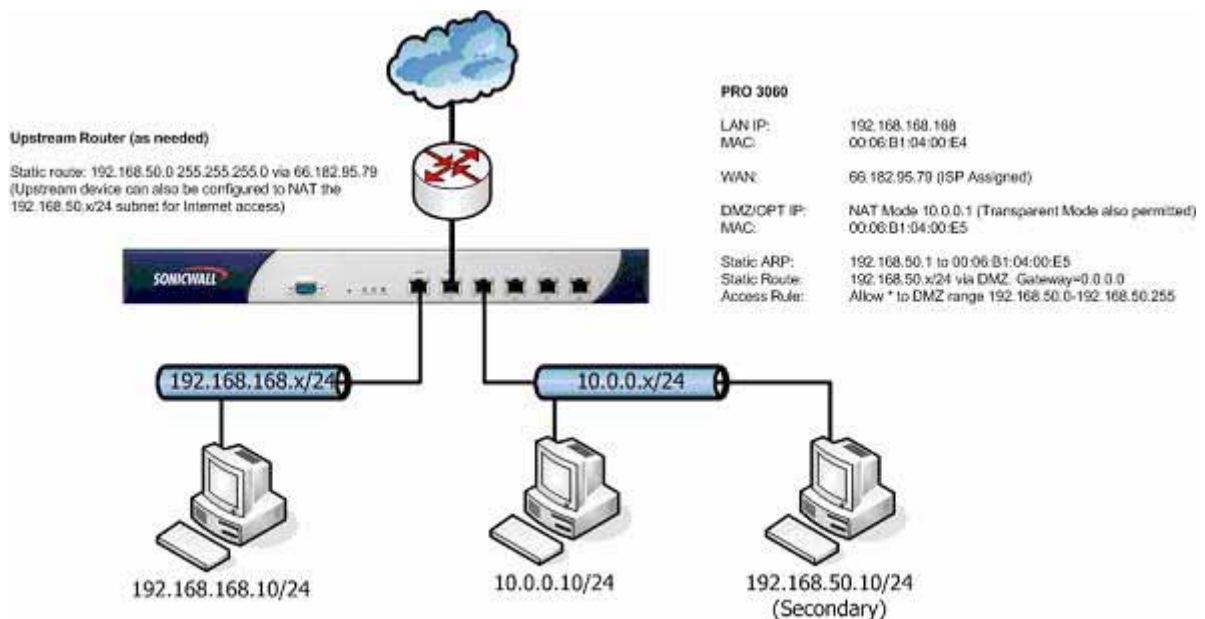 Upstream Router (as needed)
Static route: 192.168.50.0 255.255.255.0 via 66.182.95.79
(Upstream device can also be configured to NAT the
192.168.50.x/24 subnet for Internet access)
PRO 3060
LAN IP: 192.168.168.168
MAC: 00:06:B1:04:00:E4
WAN: 66.182.95.79 (ISP Assigned)
DMZ/OPT IP: NAT Mode 10.0.0.1 (Transparent Mode also permitted)
MAC: 00:06:B1:04:00:E5
Static ARP: 192.168.50.1 to 00:06:B1:04:00:E5
Static Route: 192.168.50.x/24 via DMZ. Gateway=0.0.0.0
Access Rule: Allow * to DMZ range 192.168.50.0-192.168.50.255
SONICWALL
192.168.168.x/24
10.0.0.x/24
192.168.168.10/24
10.0.0.10/24
192.168.50.10/24
(Secondary)